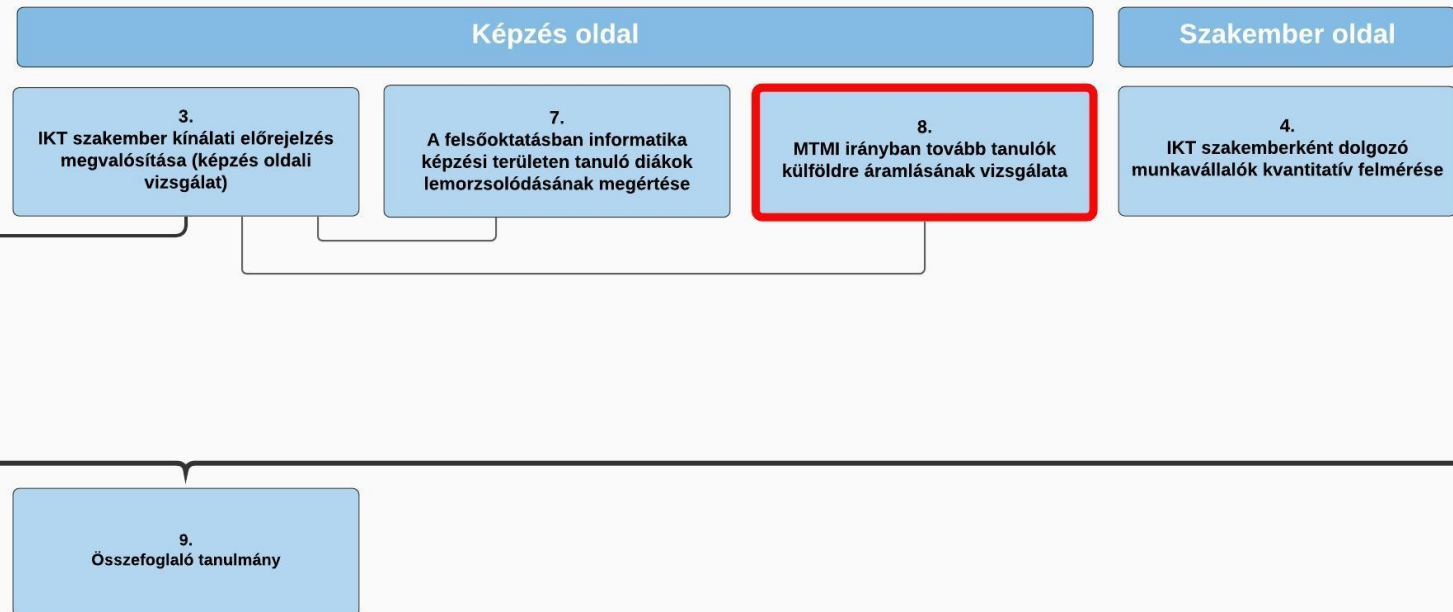 Képzés oldal
Szakember oldal
3.
IKT szakember kínálati előrejelzés
megvalósítása (képzés oldali
vizsgálat)
7.
A felsőoktatásban informatika
képzési területen tanuló diákok
lemorzsolódásának megértése
8.
MTMI irányban tovább tanulók
külföldre áramlásának vizsgálata
4.
IKT szakemberként dolgozó
munkavállalók kvantitatív felmérése
9.
Összefoglaló tanulmány